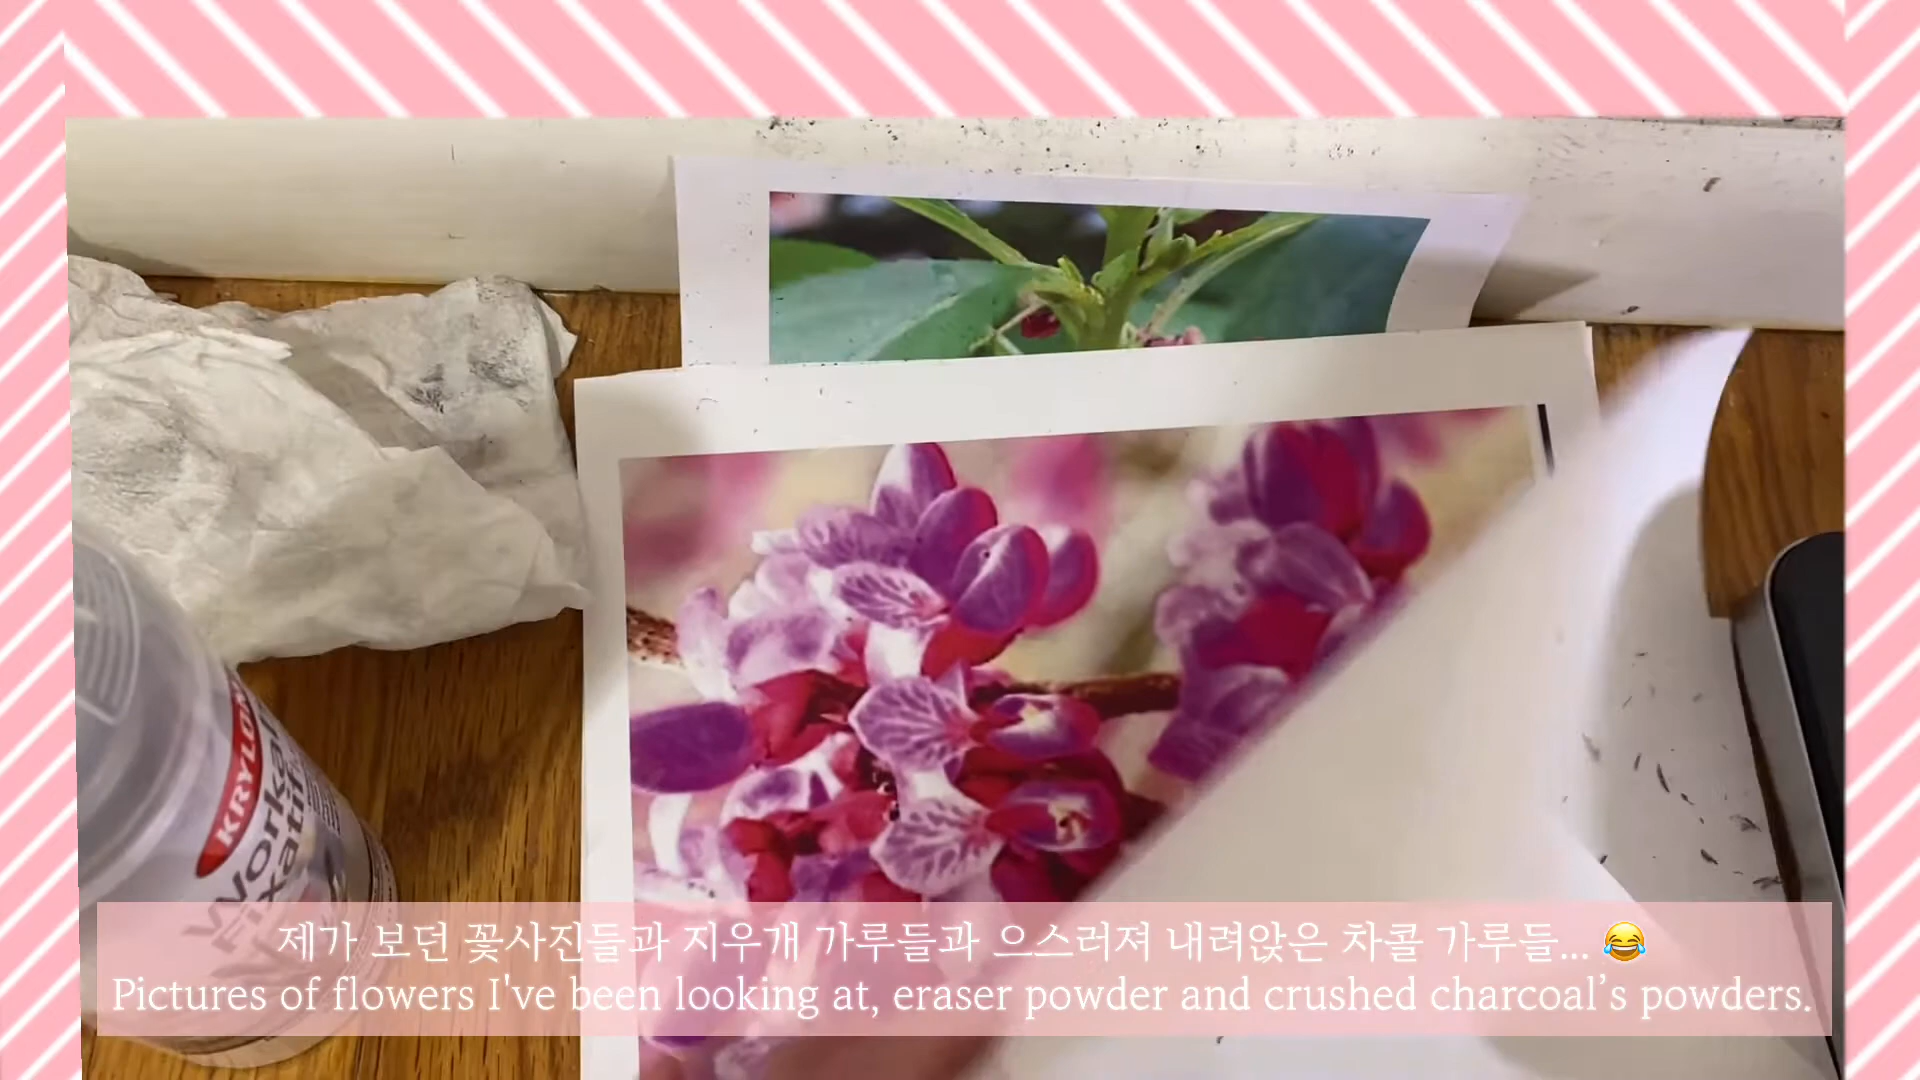 KRYLON
제가 보던 꽃사진들과 지우개 가루들과 으스러져 내려앉은 차콜 가루들... 😂
Pictures of flowers I've been looking at, eraser powder and crushed charcoal’s powders.